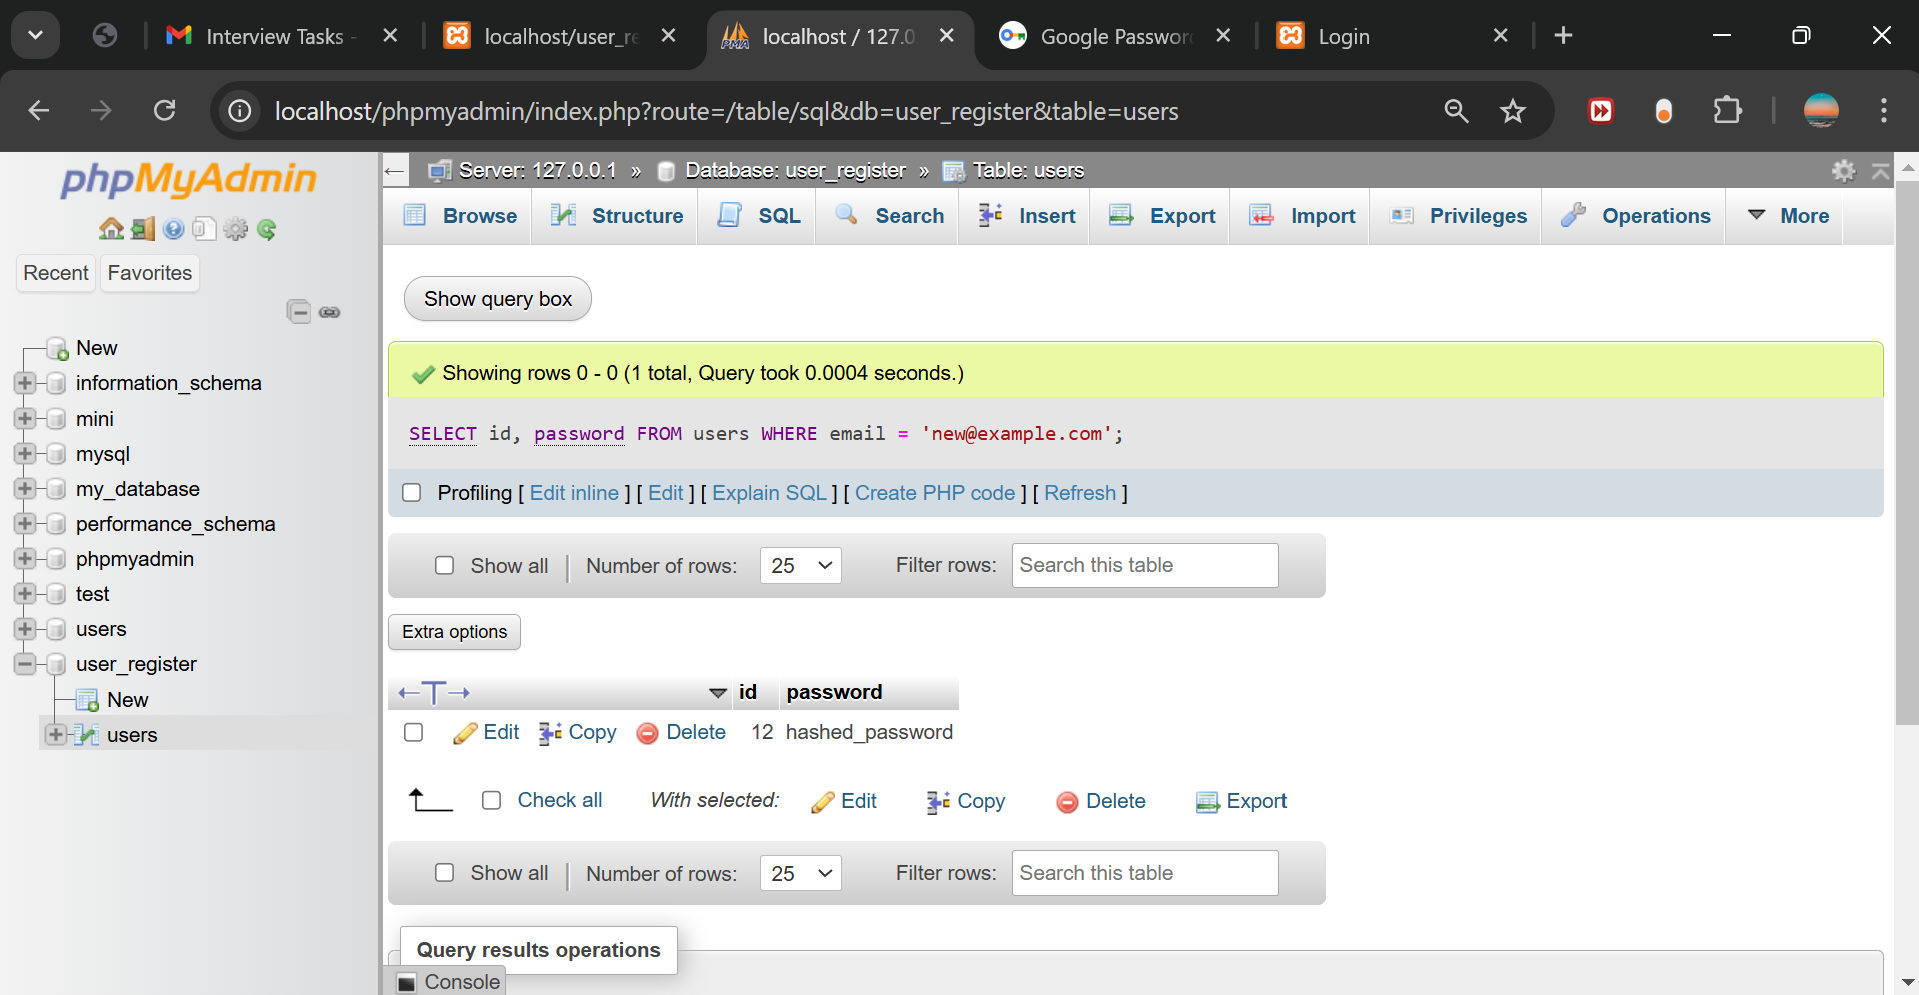 Interview Tasks -
localhost/user_re
localhost / 127.0
Google Password
Login
localhost/phpmyadmin/index.php?route=/table/sql&db=user_register&table=users
phpMyAdmin
Recent Favorites
New
information_schema
mini
mysql
my_database
performance_schema
phpmyadmin
test
users
user_register
New
users
Server: 127.0.0.1 » Database: user_register » Table: users
Browse Structure SQL Search Insert Export Import Privileges Operations More
Show query box
Showing rows 0 - 0 (1 total, Query took 0.0004 seconds.)
SELECT id, password FROM users WHERE email = 'new@example.com';
Profiling [ Edit inline ] [ Edit ] [ Explain SQL ] [ Create PHP code ] [ Refresh ]
Show all | Number of rows: 25 Filter rows: Search this table
Extra options
←T→ id password
Edit Copy Delete 12 hashed_password
Check all With selected: Edit Copy Delete Export
Show all | Number of rows: 25 Filter rows: Search this table
Query results operations
Console